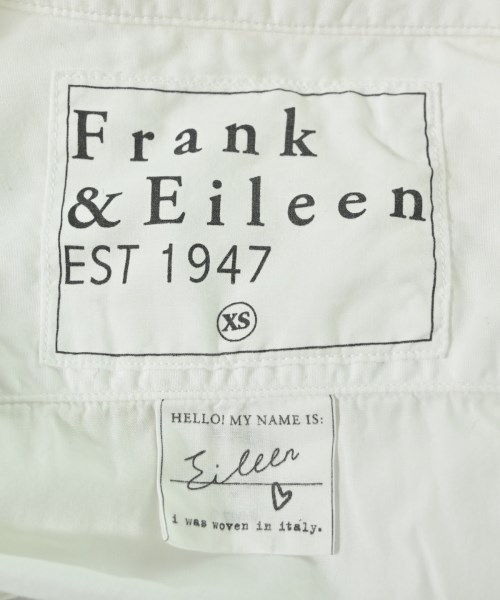 Frank
& Eileen
EST 1947
XS
HELLO! MY NAME IS:
Eileen
i was woven in italy.